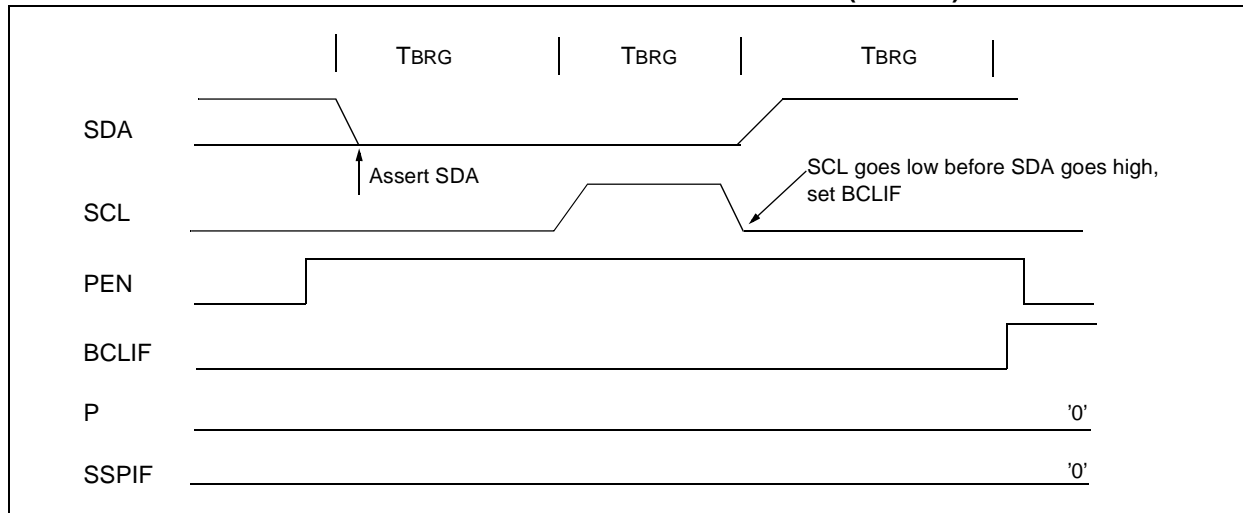 TBRG TBRG TBRG
SDA
Assert SDA
SCL goes low before SDA goes high,
set BCLIF
SCL
PEN
BCLIF
P
'0'
SSPIF
'0'